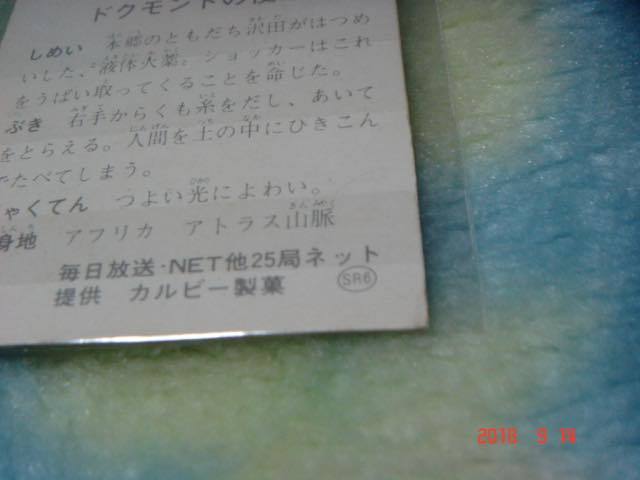 ドクモンドの
しめい 本郷のともだち沢田がはつめ
いした、"液体火薬"。ショッカーはこれ
をうばい取ってくることを命じた。
ぶき 右手からくも糸をだし、あいて
をとらえる。人間を土の中にひきこん
でたべてしまう。
ゃくてん つよい光によわい。
身地 アフリカ アトラス山脈
毎日放送・NET他25局ネット
提供 カルビー製菓 SR6
2018 9 14